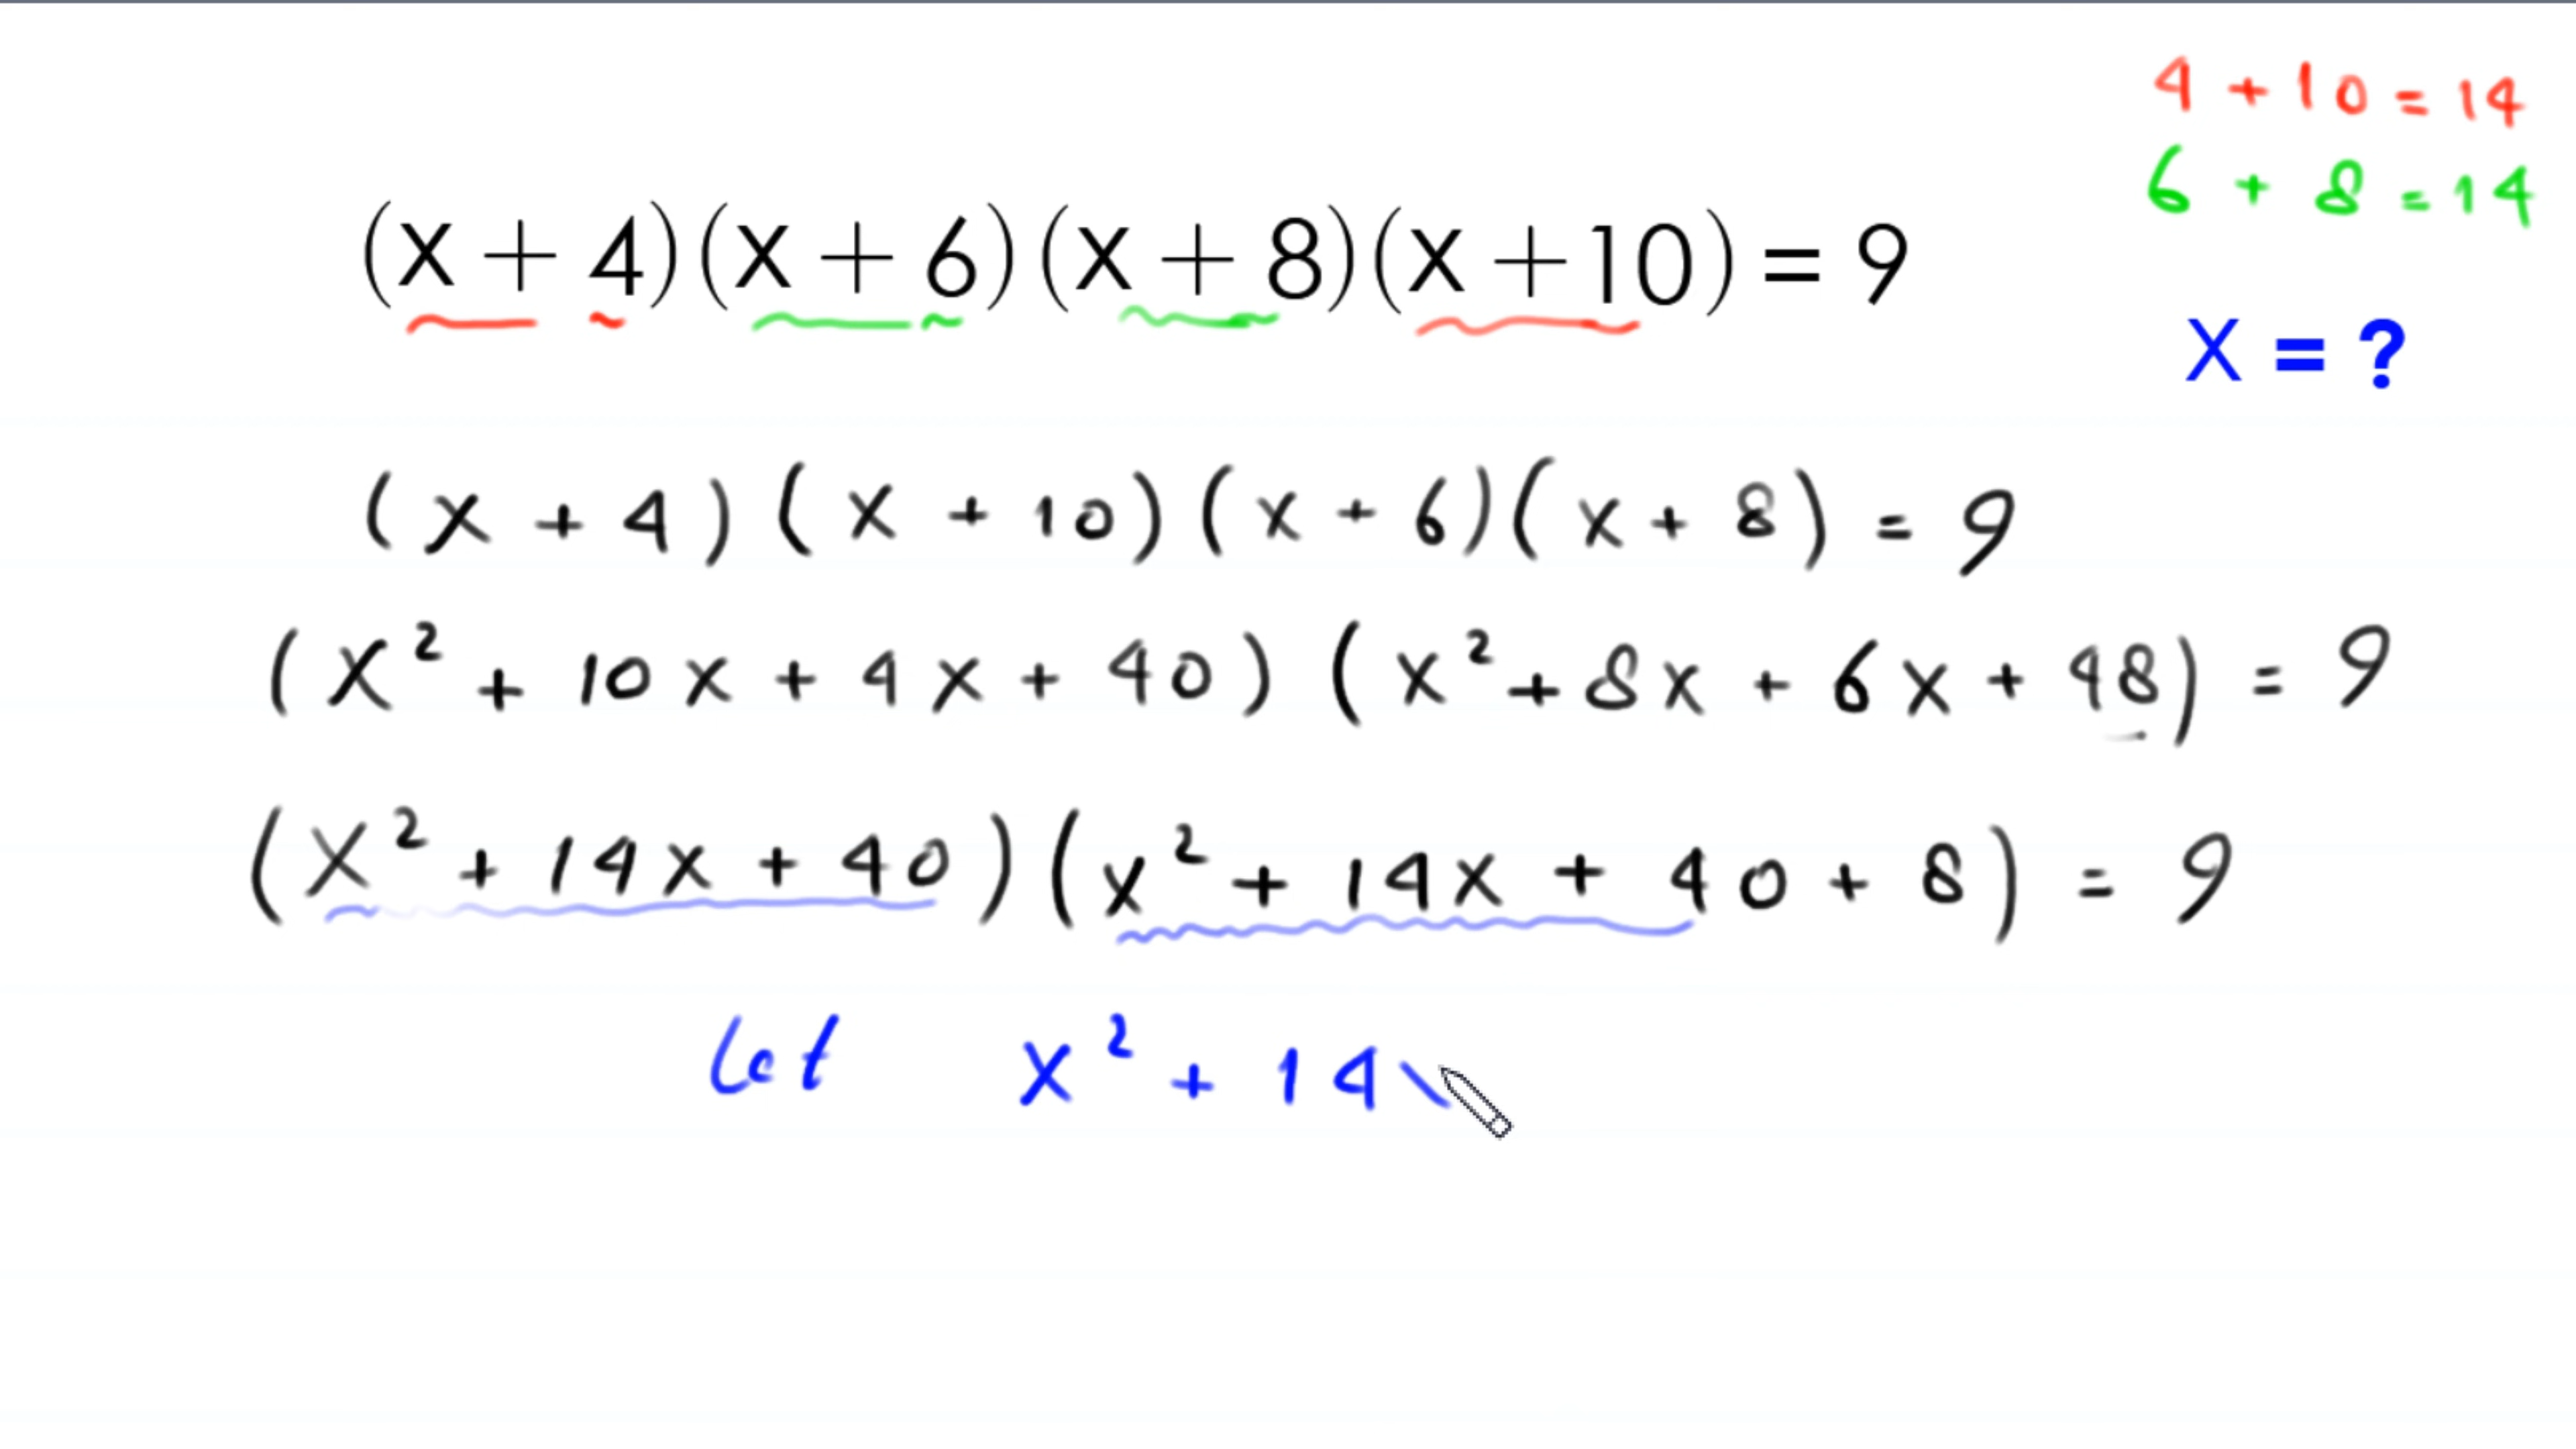 4 + 10 = 14
6 + 8 = 14
(x + 4)(x + 6)(x + 8)(x + 10) = 9
x = ?
(x + 4)(x + 10)(x + 6)(x + 8) = 9
(x² + 10x + 4x + 40)(x² + 8x + 6x + 48) = 9
(x² + 14x + 40)(x² + 14x + 40 + 8) = 9
let x² + 14